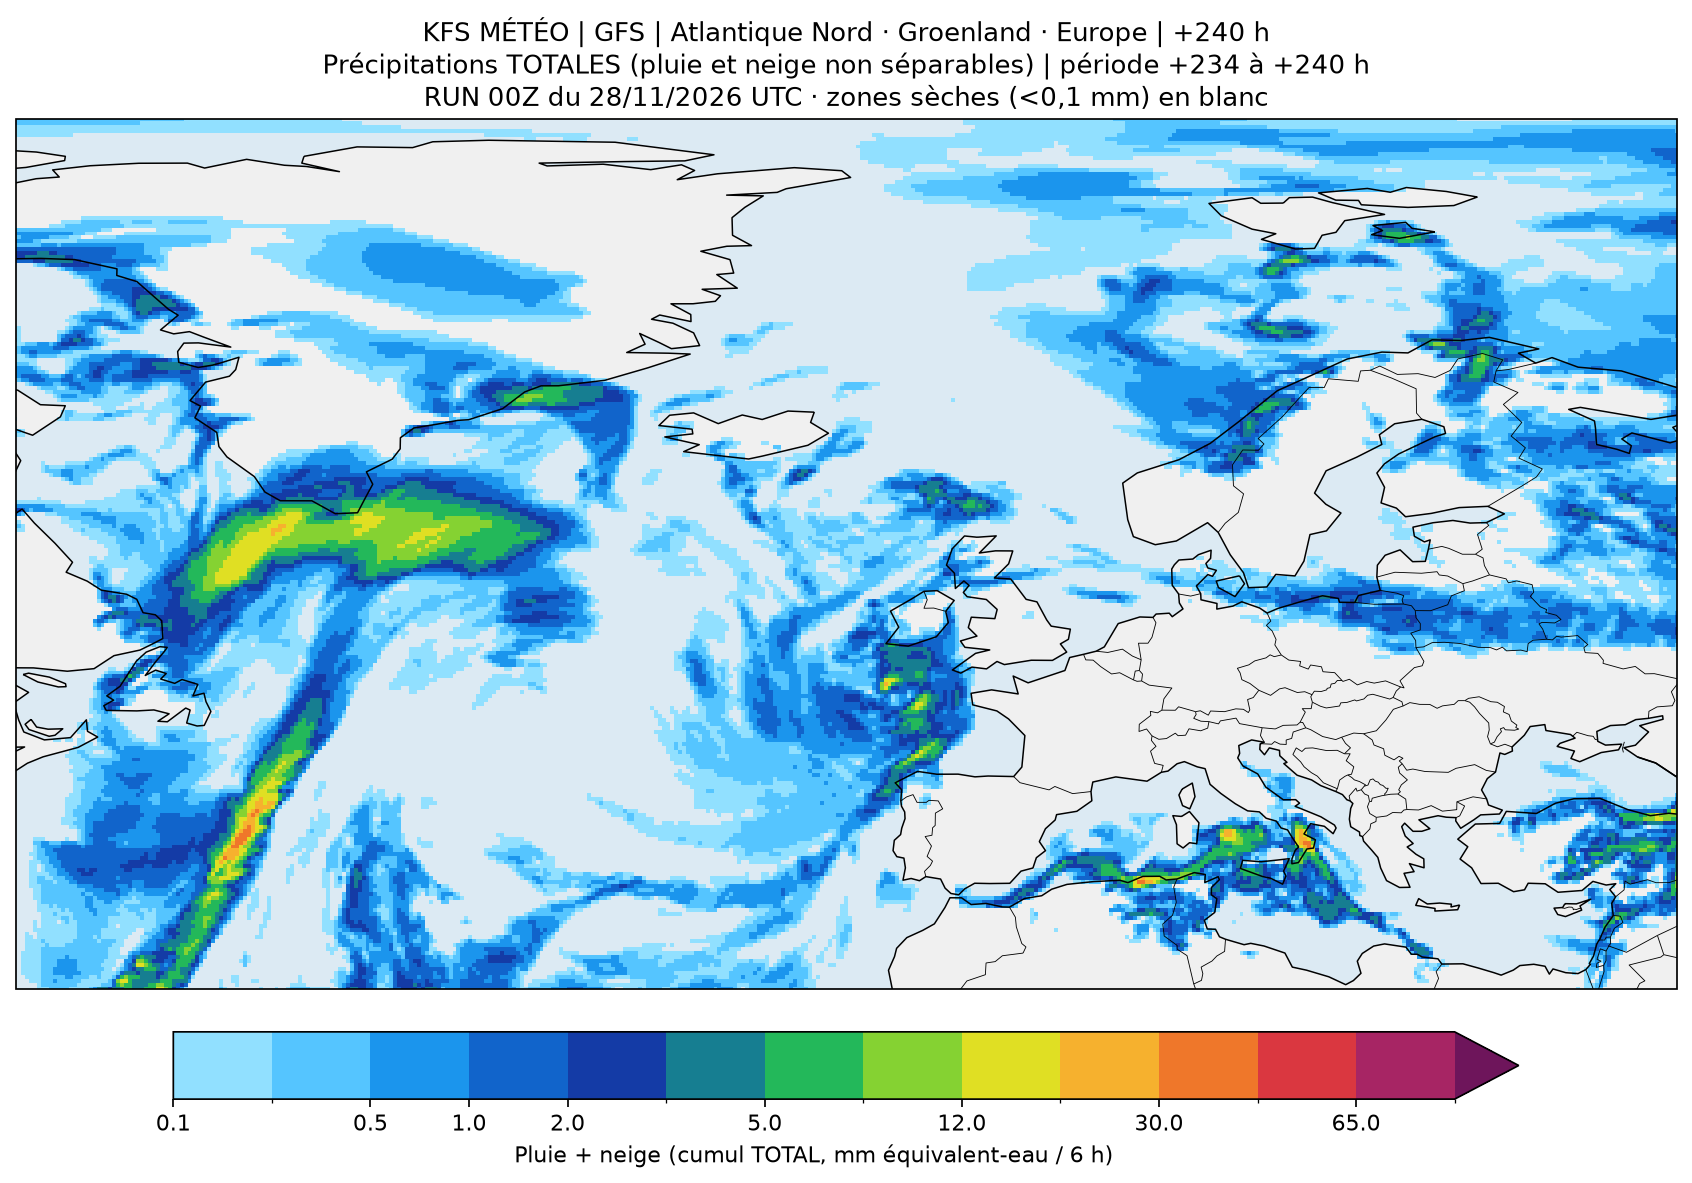 KFS MÉTÉO | GFS | Atlantique Nord · Groenland · Europe | +240 h
Précipitations TOTALES (pluie et neige non séparables) | période +234 à +240 h
RUN 00Z du 28/11/2026 UTC · zones sèches (<0,1 mm) en blanc
0.1 0.5 1.0 2.0 5.0 12.0 30.0 65.0
Pluie + neige (cumul TOTAL, mm équivalent-eau / 6 h)